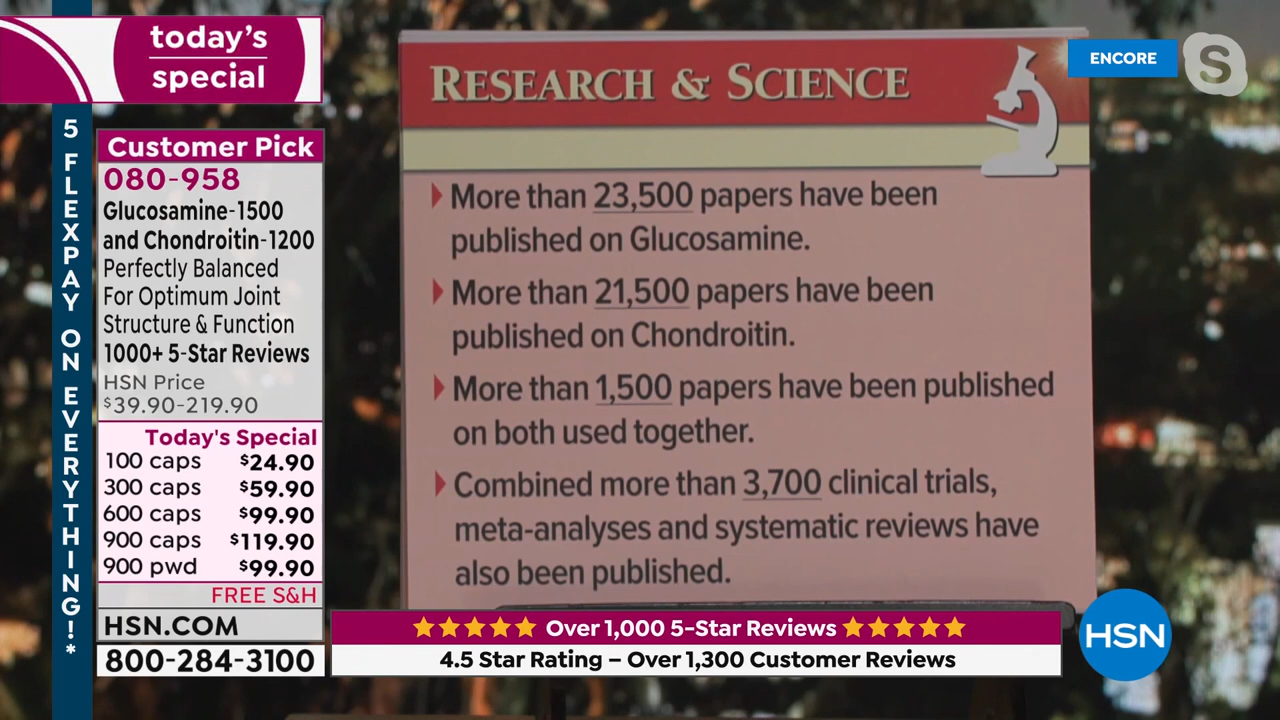 today's
special
5 FLEXPAY ON EVERYTHING!*
Customer Pick
080-958
Glucosamine-1500
and Chondroitin-1200
Perfectly Balanced
For Optimum Joint
Structure & Function
1000+ 5-Star Reviews
HSN Price
$39.90-219.90
Today's Special
100 caps $24.90
300 caps $59.90
600 caps $99.90
900 caps $119.90
900 pwd $99.90
FREE S&H
HSN.COM
800-284-3100
ENCORE
S
RESEARCH & SCIENCE
More than 23,500 papers have been
published on Glucosamine.
More than 21,500 papers have been
published on Chondroitin.
More than 1,500 papers have been published
on both used together.
Combined more than 3,700 clinical trials,
meta-analyses and systematic reviews have
also been published.
Over 1,000 5-Star Reviews
4.5 Star Rating – Over 1,300 Customer Reviews
HSN